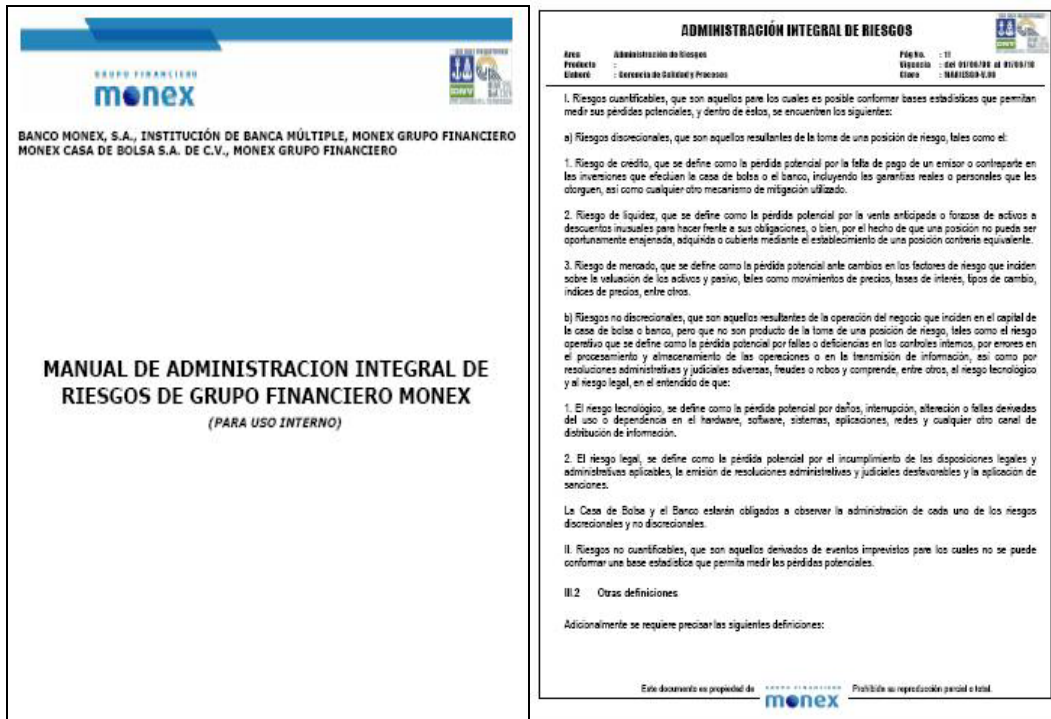 GRUPO FINANCIERO
monex
DNV
BANCO MONEX, S.A., INSTITUCIÓN DE BANCA MÚLTIPLE, MONEX GRUPO FINANCIERO
MONEX CASA DE BOLSA S.A. DE C.V., MONEX GRUPO FINANCIERO
MANUAL DE ADMINISTRACION INTEGRAL DE
RIESGOS DE GRUPO FINANCIERO MONEX
(PARA USO INTERNO)
ADMINISTRACIÓN INTEGRAL DE RIESGOS
DNV
Area : Administración de Riesgos
Producto :
Elaboró : Gerencia de Calidad y Procesos
Pág No. : 11
Vigencia : del
Clave :
I. Riesgos cuantificables, que son aquellos para los cuales es posible conformar bases estadísticas que permitan
medir sus pérdidas potenciales, y dentro de éstos, se encuentran los siguientes:
a) Riesgos discrecionales, que son aquellos resultantes de la toma de una posición de riesgo, tales como el:
1. Riesgo de crédito, que se define como la pérdida potencial por la falta de pago de un emisor o contraparte en
las inversiones que efectúan la casa de bolsa o el banco, incluyendo las garantías reales o personales que les
otorguen, así como cualquier otro mecanismo de mitigación utilizado.
2. Riesgo de liquidez, que se define como la pérdida potencial por la venta anticipada o forzosa de activos a
descuentos inusuales para hacer frente a sus obligaciones, o bien, por el hecho de que una posición no pueda ser
oportunamente enajenada, adquirida o cubierta mediante el establecimiento de una posición contraria equivalente.
3. Riesgo de mercado, que se define como la pérdida potencial ante cambios en los factores de riesgo que inciden
sobre la valuación de los activos y pasivo, tales como movimientos de precios, tasas de interés, tipos de cambio,
índices de precios, entre otros.
b) Riesgos no discrecionales, que son aquellos resultantes de la operación del negocio que inciden en el capital de
la casa de bolsa o banco, pero que no son producto de la toma de una posición de riesgo, tales como el riesgo
operativo que se define como la pérdida potencial por fallas o deficiencias en los controles internos, por errores en
el procesamiento y almacenamiento de las operaciones o en la transmisión de información, así como por
resoluciones administrativas y judiciales adversas, fraudes o robos y comprende, entre otros, al riesgo tecnológico
y al riesgo legal, en el entendido de que:
1. El riesgo tecnológico, se define como la pérdida potencial por daños, interrupción, alteración o fallas derivadas
del uso o dependencia en el hardware, software, sistemas, aplicaciones, redes y cualquier otro canal de
distribución de información.
2. El riesgo legal, se define como la pérdida potencial por el incumplimiento de las disposiciones legales y
administrativas aplicables, la emisión de resoluciones administrativas y judiciales desfavorables y la aplicación de
sanciones.
La Casa de Bolsa y el Banco estarán obligados a observar la administración de cada uno de los riesgos
discrecionales y no discrecionales.
II. Riesgos no cuantificables, que son aquellos derivados de eventos imprevistos para los cuales no se puede
conformar una base estadística que permita medir las pérdidas potenciales.
III.2 Otras definiciones
Adicionalmente se requiere precisar las siguientes definiciones:
Este documento es propiedad de GRUPO FINANCIERO monex Prohibida su reproducción parcial o total.